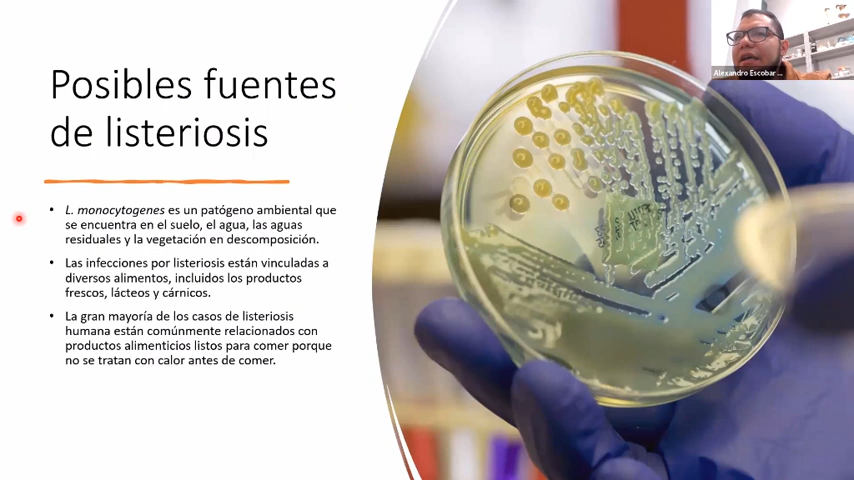 Posibles fuentes
de listeriosis
• L. monocytogenes es un patógeno ambiental que
se encuentra en el suelo, el agua, las aguas
residuales y la vegetación en descomposición.
• Las infecciones por listeriosis están vinculadas a
diversos alimentos, incluidos los productos
frescos, lácteos y cárnicos.
• La gran mayoría de los casos de listeriosis
humana están comúnmente relacionados con
productos alimenticios listos para comer porque
no se tratan con calor antes de comer.
Alexandro Escobar ...